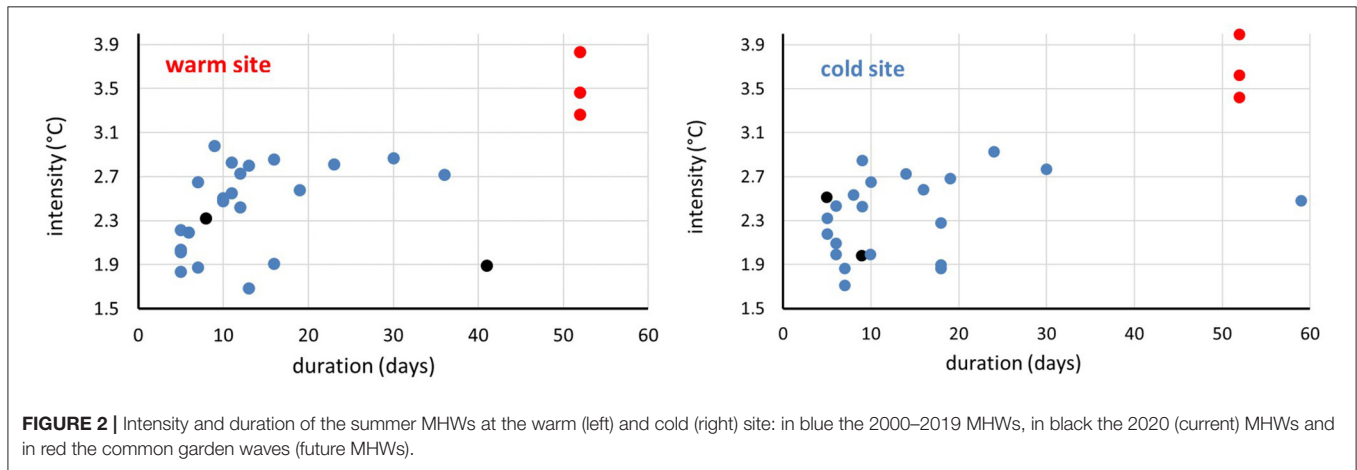 3.9
3.5
3.1
2.7
2.3
1.9
1.5
intensity (°C)
warm site
0 10 20 30 40 50 60
duration (days)
3.9
3.5
3.1
2.7
2.3
1.9
1.5
intensity (°C)
cold site
0 10 20 30 40 50 60
duration (days)
FIGURE 2 | Intensity and duration of the summer MHWs at the warm (left) and cold (right) site: in blue the 2000–2019 MHWs, in black the 2020 (current) MHWs and
in red the common garden waves (future MHWs).